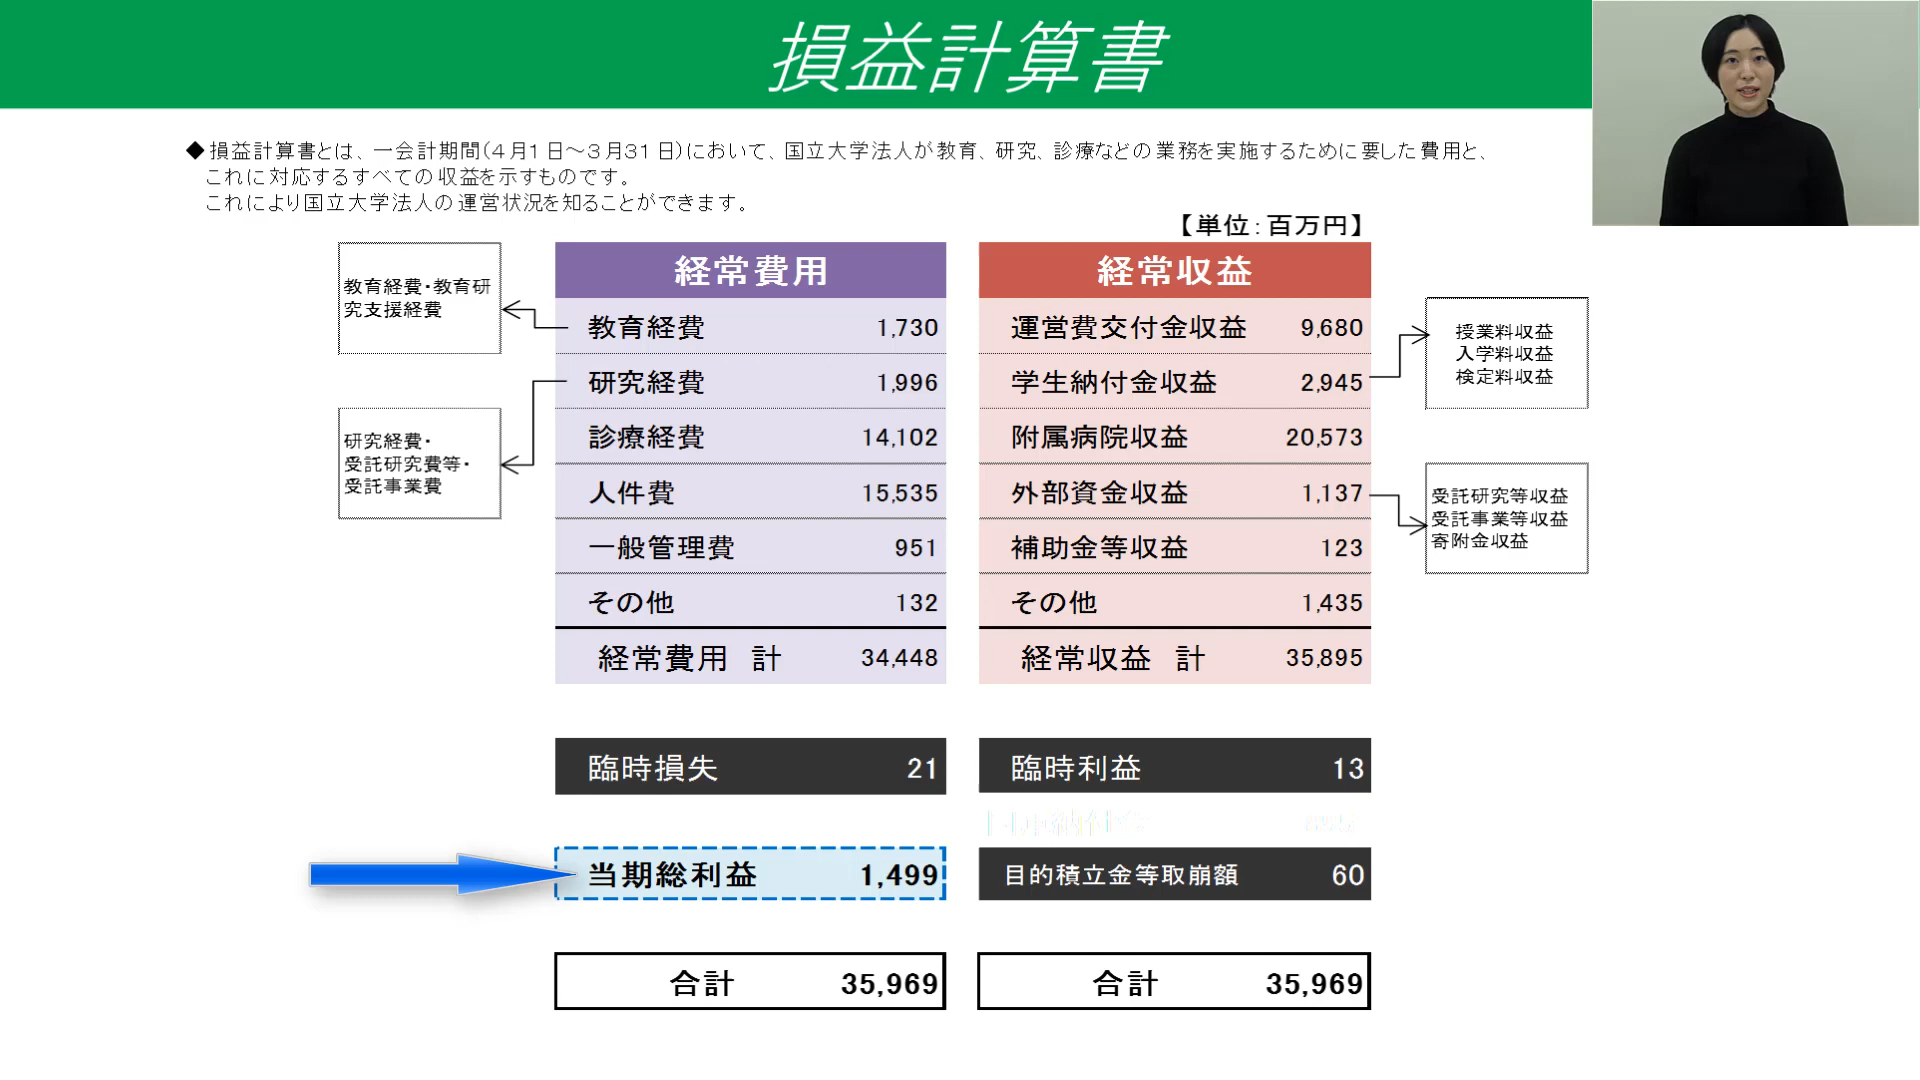 損益計算書
◆損益計算書とは、一会計期間(4月1日～3月31日)において、国立大学法人が教育、研究、診療などの業務を実施するために要した費用と、
これに対応するすべての収益を示すものです。
これにより国立大学法人の運営状況を知ることができます。
【単位:百万円】
教育経費・教育研
究支援経費
研究経費・
受託研究費等・
受託事業費
経常費用
教育経費 1,730
研究経費 1,996
診療経費 14,102
人件費 15,535
一般管理費 951
その他 132
経常費用 計 34,448
経常収益
運営費交付金収益 9,680
学生納付金収益 2,945
附属病院収益 20,573
外部資金収益 1,137
補助金等収益 123
その他 1,435
経常収益 計 35,895
授業料収益
入学料収益
検定料収益
受託研究等収益
受託事業等収益
寄附金収益
臨時損失 21
臨時利益 13
当期総利益 1,499
目的積立金等取崩額 60
合計 35,969
合計 35,969